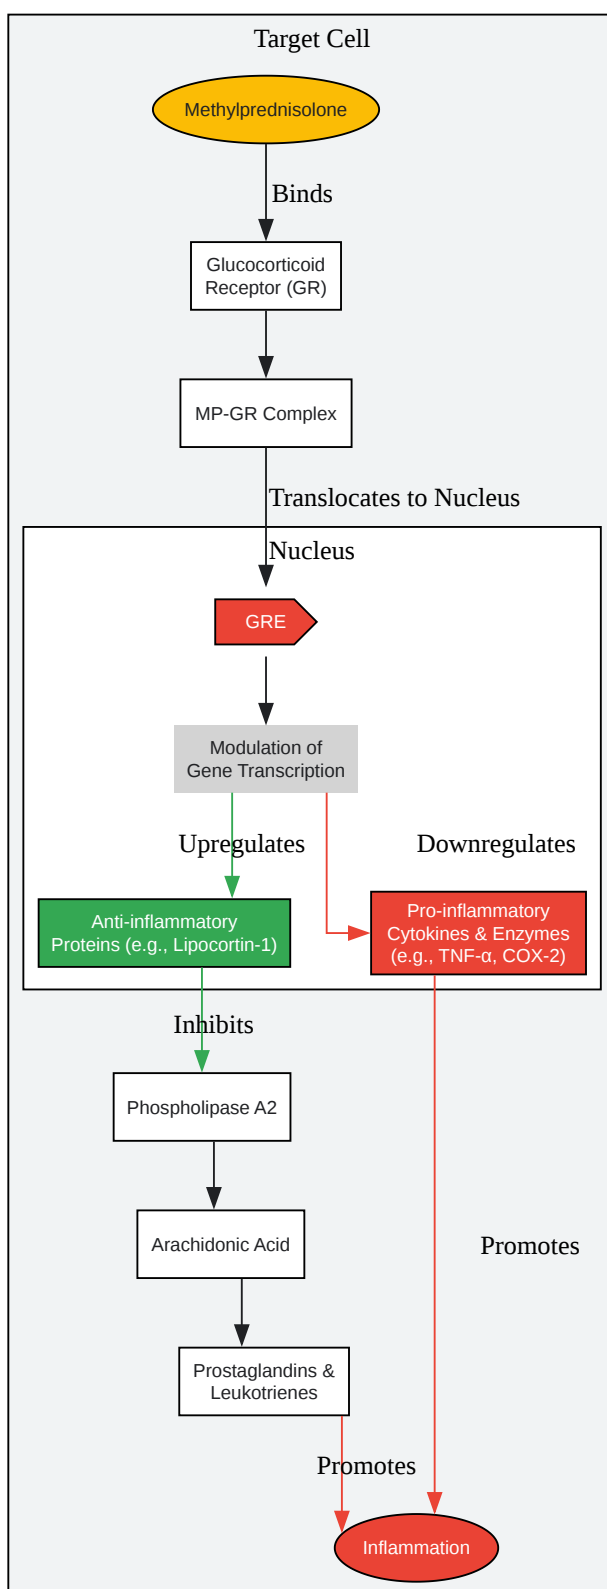 Target Cell
Methylprednisolone
Binds
Glucocorticoid
Receptor (GR)
MP-GR Complex
Translocates to Nucleus
Nucleus
GRE
Modulation of
Gene Transcription
Upregulates
Downregulates
Anti-inflammatory
Proteins (e.g., Lipocortin-1)
Pro-inflammatory
Cytokines & Enzymes
(e.g., TNF-α, COX-2)
Inhibits
Phospholipase A2
Arachidonic Acid
Promotes
Prostaglandins &
Leukotrienes
Promotes
Inflammation